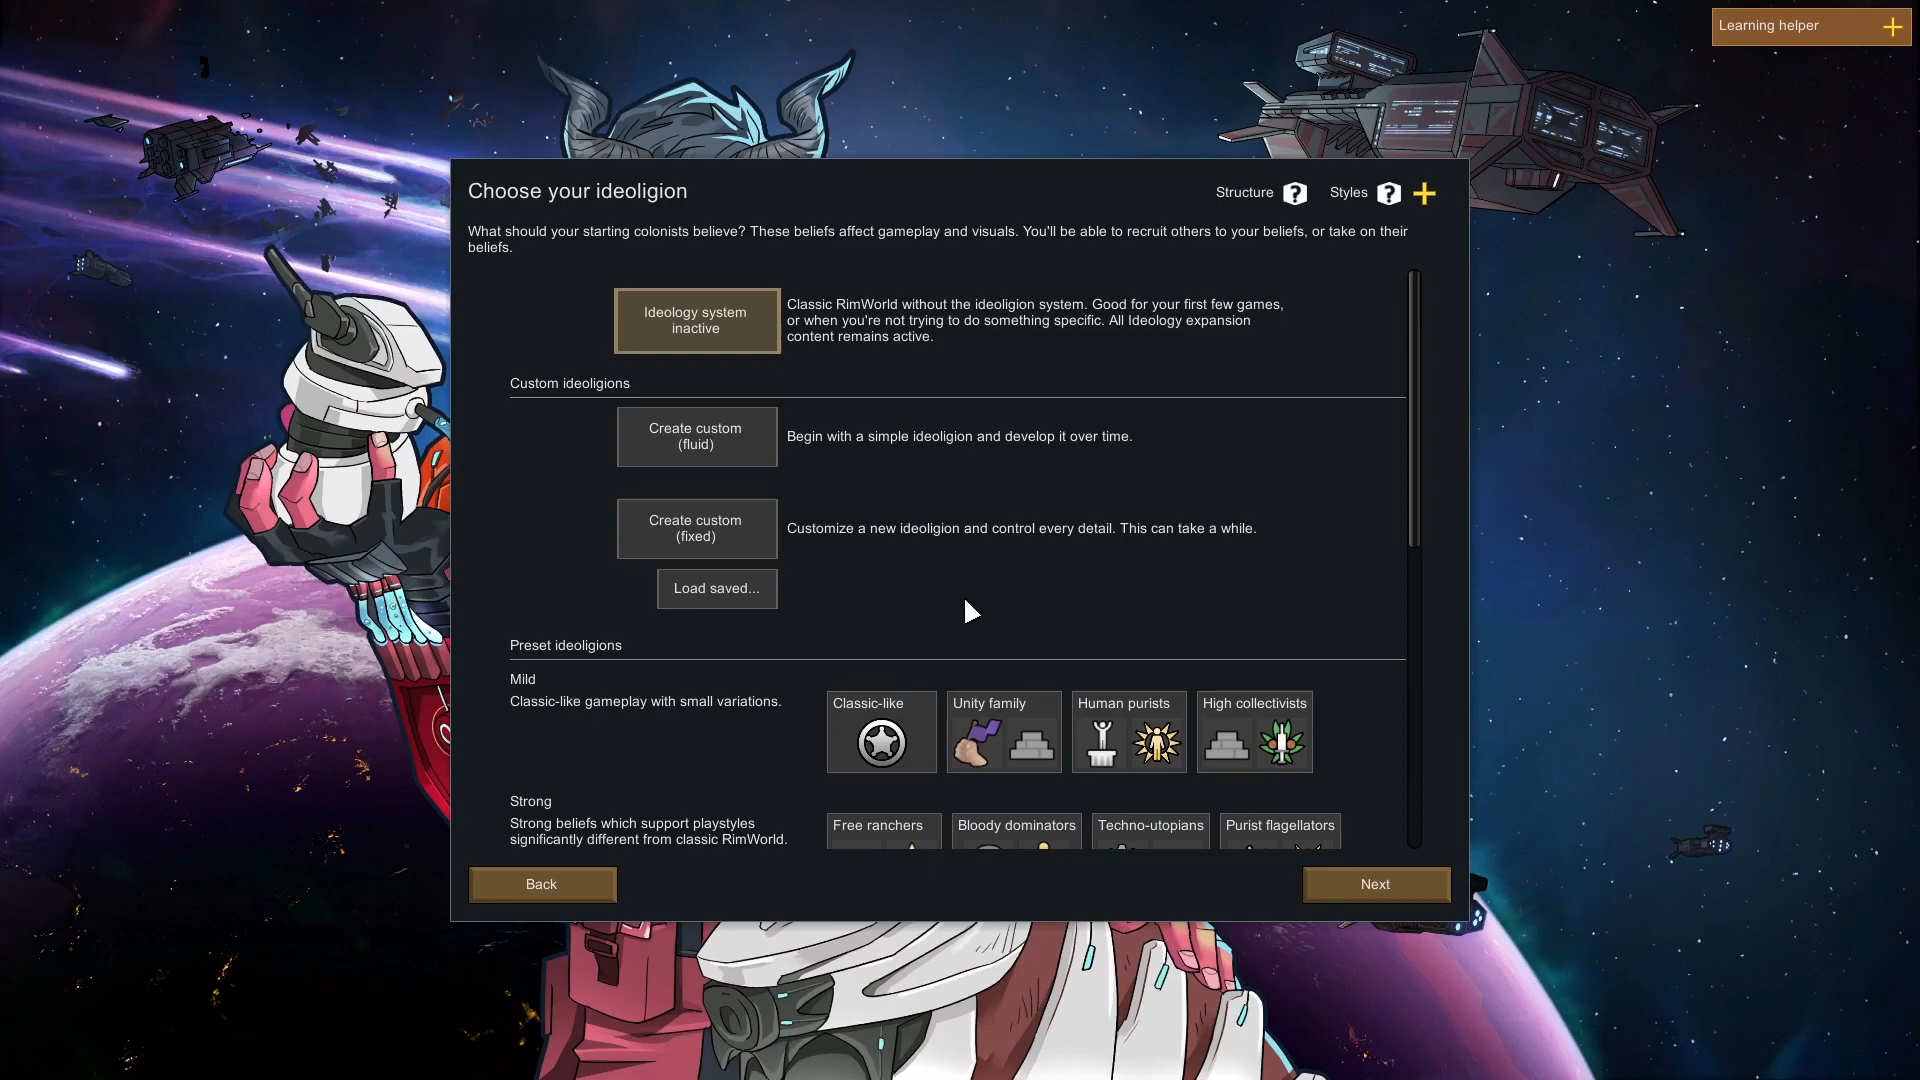 Learning helper
Choose your ideoligion
Structure
Styles
What should your starting colonists believe? These beliefs affect gameplay and visuals. You'll be able to recruit others to your beliefs, or take on their
beliefs.
Ideology system
inactive
Classic RimWorld without the ideoligion system. Good for your first few games,
or when you're not trying to do something specific. All Ideology expansion
content remains active.
Custom ideoligions
Create custom
(fluid)
Begin with a simple ideoligion and develop it over time.
Create custom
(fixed)
Customize a new ideoligion and control every detail. This can take a while.
Load saved...
Preset ideoligions
Mild
Classic-like gameplay with small variations.
Classic-like
Unity family
Human purists
High collectivists
Strong
Strong beliefs which support playstyles
significantly different from classic RimWorld.
Free ranchers
Bloody dominators
Techno-utopians
Purist flagellators
Back
Next